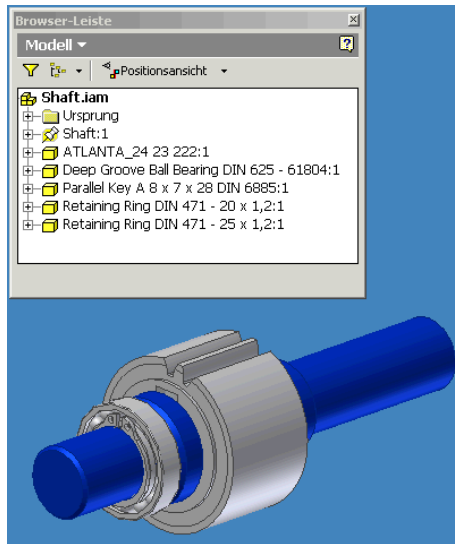 Browser-Leiste
Modell
Positionsansicht
Shaft.iam
Ursprung
Shaft:1
ATLANTA_24 23 222:1
Deep Groove Ball Bearing DIN 625 - 61804:1
Parallel Key A 8 x 7 x 28 DIN 6885:1
Retaining Ring DIN 471 - 20 x 1,2:1
Retaining Ring DIN 471 - 25 x 1,2:1